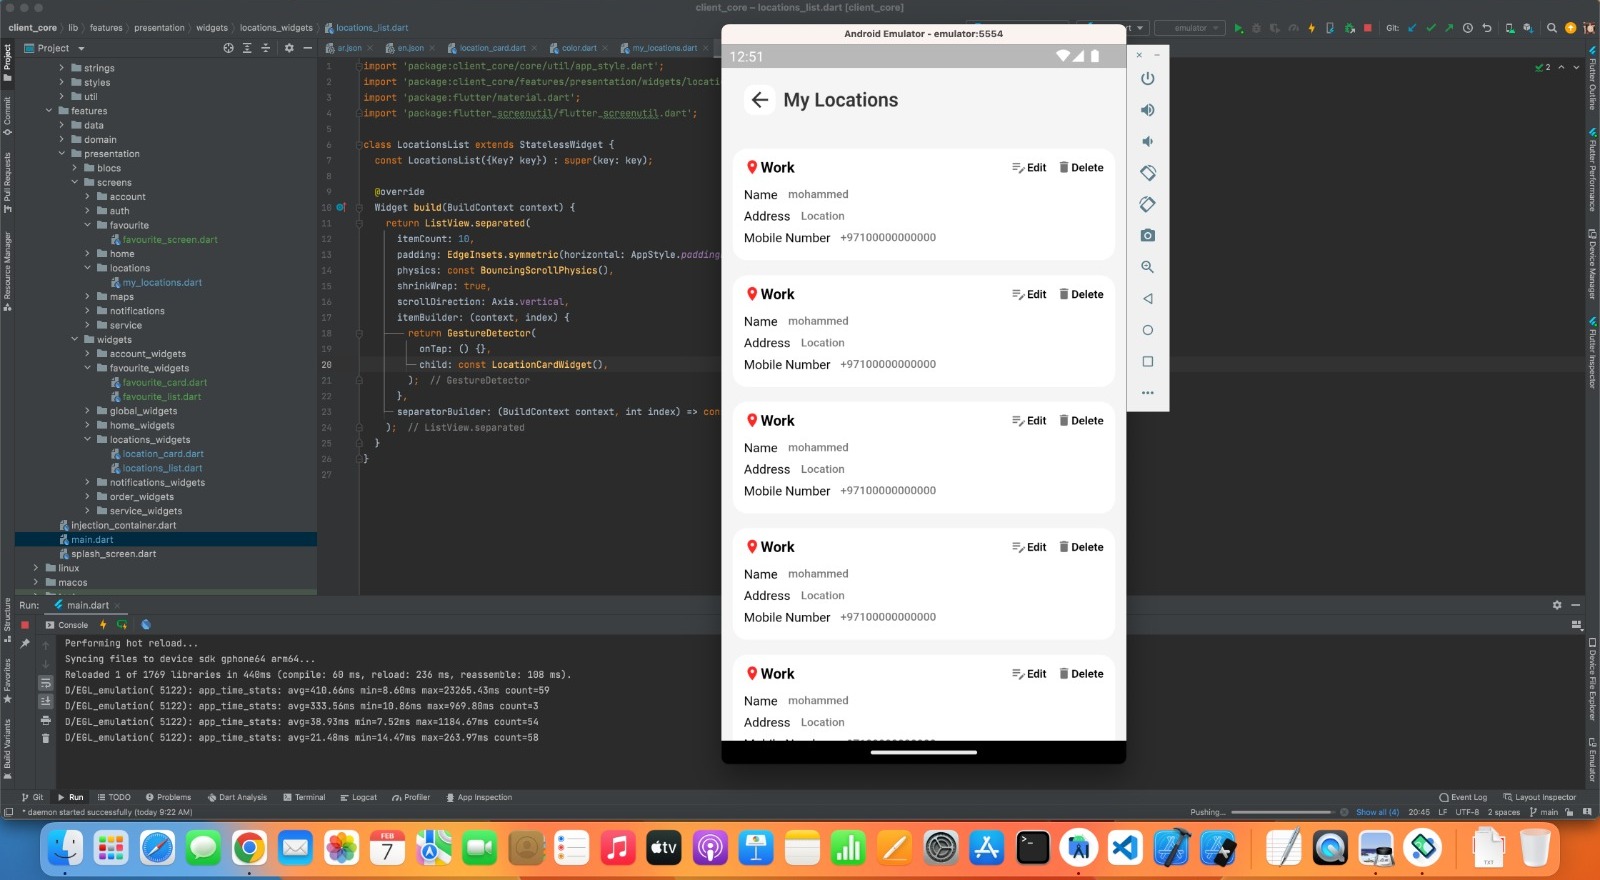 client_core – locations_list.dart [client_core]
client_core lib features presentation widgets locations_widgets locations_list.dart
emulator
Git:
Project
ar.json en.json location_card.dart color.dart my_locations.dart
strings
styles
util
features
data
domain
presentation
blocs
screens
account
auth
favourite
favourite_screen.dart
home
locations
my_locations.dart
maps
notifications
service
widgets
account_widgets
favourite_widgets
favourite_card.dart
favourite_list.dart
global_widgets
home_widgets
locations_widgets
location_card.dart
locations_list.dart
notifications_widgets
order_widgets
service_widgets
injection_container.dart
main.dart
splash_screen.dart
linux
macos
1 import 'package:client_core/core/util/app_style.dart';
2 import 'package:client_core/features/presentation/widgets/locati
3 import 'package:flutter/material.dart';
4 import 'package:flutter_screenutil/flutter_screenutil.dart';
5
6 class LocationsList extends StatelessWidget {
7 const LocationsList({Key? key}) : super(key: key);
8
9 @override
10 Widget build(BuildContext context) {
11 return ListView.separated(
12 itemCount: 10,
13 padding: EdgeInsets.symmetric(horizontal: AppStyle.padding
14 physics: const BouncingScrollPhysics(),
15 shrinkWrap: true,
16 scrollDirection: Axis.vertical,
17 itemBuilder: (context, index) {
18 return GestureDetector(
19 onTap: () {},
20 child: const LocationCardWidget(),
21 ); // GestureDetector
22 },
23 separatorBuilder: (BuildContext context, int index) => con
24 ); // ListView.separated
25 }
26 }
27
2
Android Emulator - emulator:5554
12:51
My Locations
Work Edit Delete
Name mohammed
Address Location
Mobile Number +97100000000000
Work Edit Delete
Name mohammed
Address Location
Mobile Number +97100000000000
Work Edit Delete
Name mohammed
Address Location
Mobile Number +97100000000000
Work Edit Delete
Name mohammed
Address Location
Mobile Number +97100000000000
Work Edit Delete
Name mohammed
Address Location
Project
Commit
Pull Requests
Resource Manager
Structure
Favorites
Build Variants
Flutter Outline
Flutter Performance
Device Manager
Flutter Inspector
Device File Explorer
Emulator
Run: main.dart
Console
Performing hot reload...
Syncing files to device sdk gphone64 arm64...
Reloaded 1 of 1769 libraries in 440ms (compile: 60 ms, reload: 236 ms, reassemble: 108 ms).
D/EGL_emulation( 5122): app_time_stats: avg=410.66ms min=8.60ms max=23265.43ms count=59
D/EGL_emulation( 5122): app_time_stats: avg=333.56ms min=10.86ms max=969.80ms count=3
D/EGL_emulation( 5122): app_time_stats: avg=38.93ms min=7.52ms max=1184.67ms count=54
D/EGL_emulation( 5122): app_time_stats: avg=21.48ms min=14.47ms max=263.97ms count=58
Git Run TODO Problems Dart Analysis Terminal Logcat Profiler App Inspection Event Log Layout Inspector
* daemon started successfully (today 9:22 AM) Pushing... Show all (4) 20:45 LF UTF-8 2 spaces main
FEB
7
tv
TXT